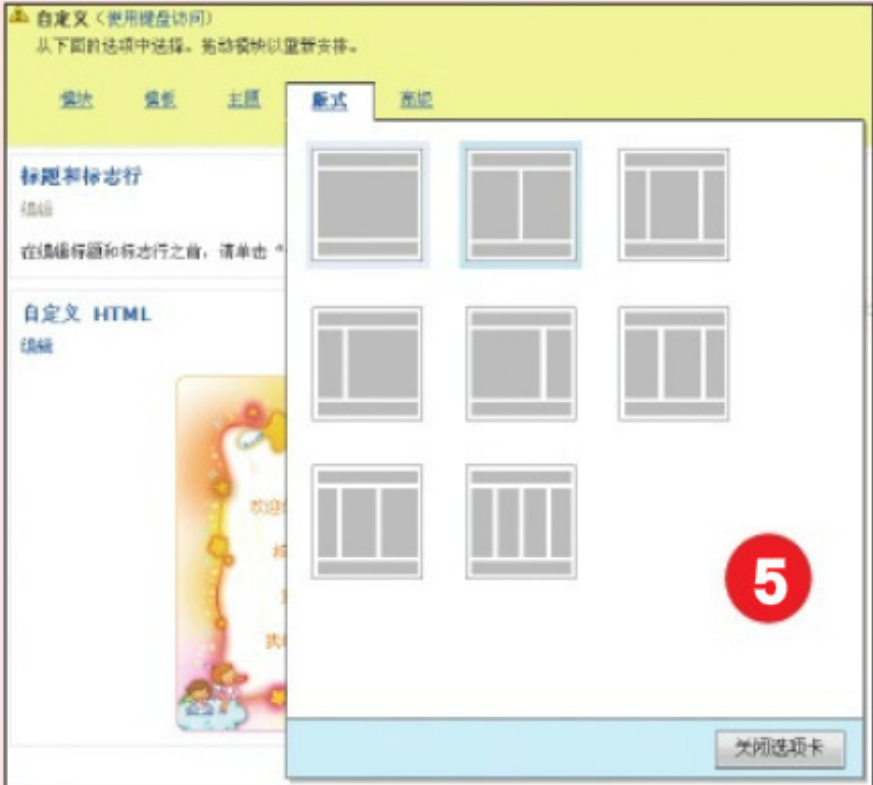 自定义（使用键盘访问）
从下面的选项中选择。拖动模块以重新安排。
模块 模板 主题 版式 高级
标题和标志行
编辑
在编辑标题和标志行之前，请单击“
自定义 HTML
编辑
欢迎
5
关闭选项卡